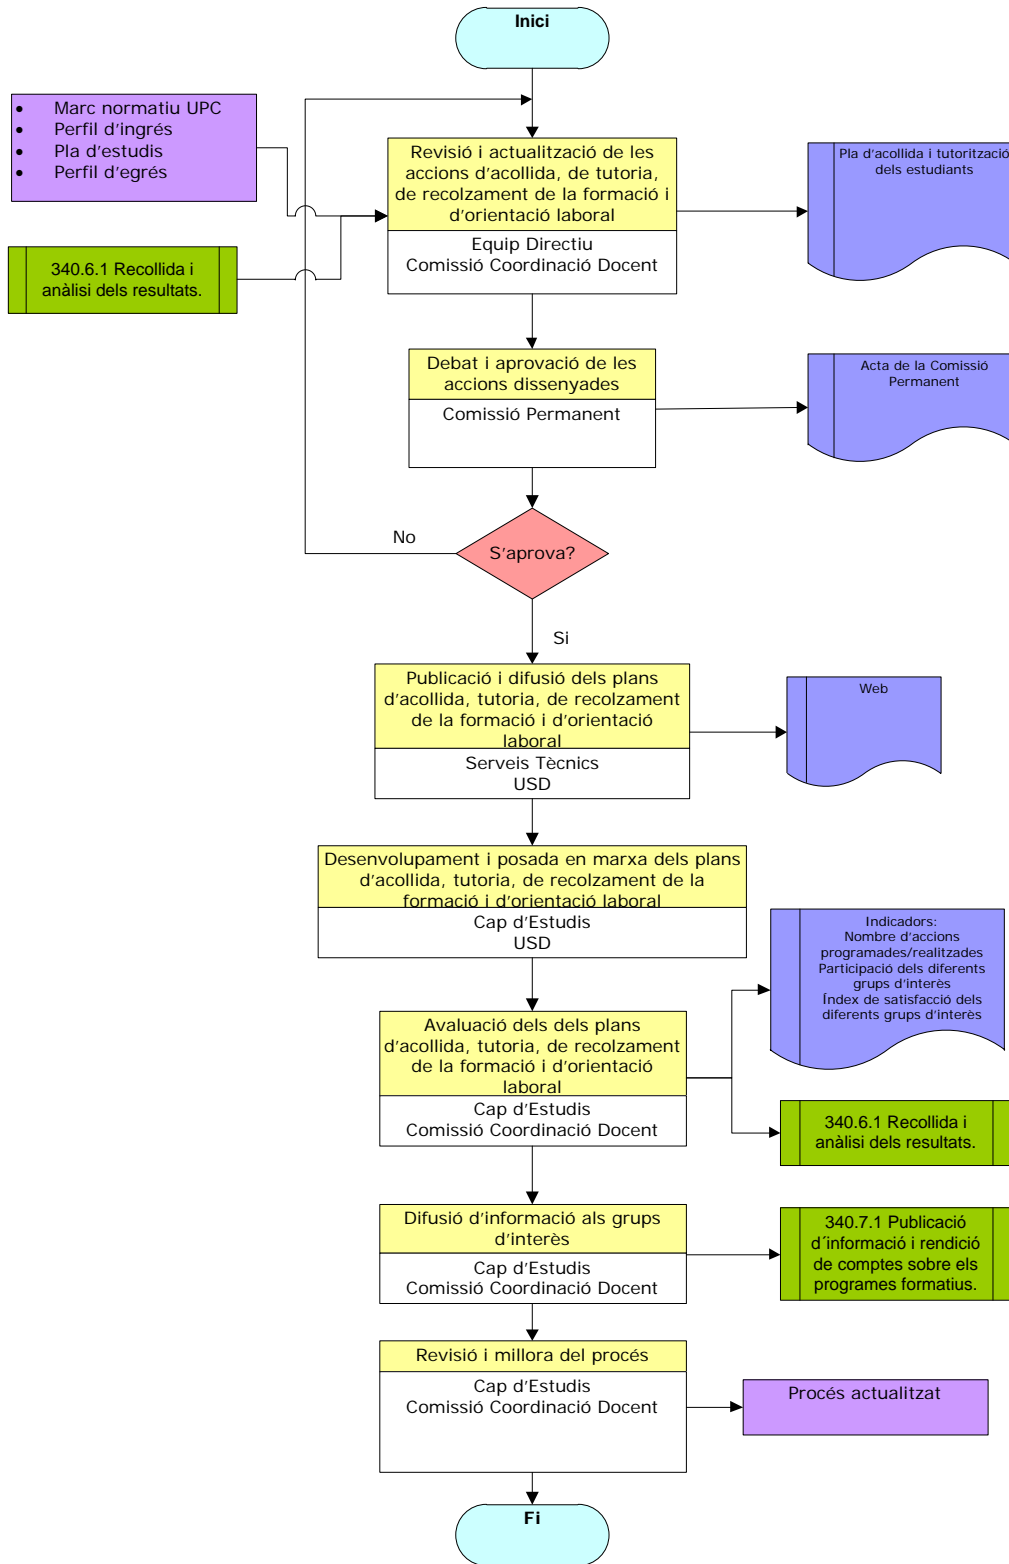 Inici
• Marc normatiu UPC
• Perfil d'ingrés
• Pla d'estudis
• Perfil d'egrés
340.6.1 Recollida i
anàlisi dels resultats.
Revisió i actualització de les
accions d'acollida, de tutoria,
de recolzament de la formació i
d'orientació laboral
Equip Directiu
Comissió Coordinació Docent
Pla d'acollida i tutorització
dels estudiants
Debat i aprovació de les
accions dissenyades
Comissió Permanent
Acta de la Comissió
Permanent
S'aprova?
No
Si
Publicació i difusió dels plans
d'acollida, tutoria, de recolzament
de la formació i d'orientació
laboral
Serveis Tècnics
USD
Web
Desenvolupament i posada en marxa dels plans
d'acollida, tutoria, de recolzament de la
formació i d'orientació laboral
Cap d'Estudis
USD
Indicadors:
Nombre d'accions
programades/realitzades
Participació dels diferents
grups d'interès
Índex de satisfacció dels
diferents grups d'interès
Avaluació dels dels plans
d'acollida, tutoria, de recolzament
de la formació i d'orientació
laboral
Cap d'Estudis
Comissió Coordinació Docent
340.6.1 Recollida i
anàlisi dels resultats.
Difusió d'informació als grups
d'interès
Cap d'Estudis
Comissió Coordinació Docent
340.7.1 Publicació
d´informació i rendició
de comptes sobre els
programes formatius.
Revisió i millora del procés
Cap d'Estudis
Comissió Coordinació Docent
Procés actualitzat
Fi